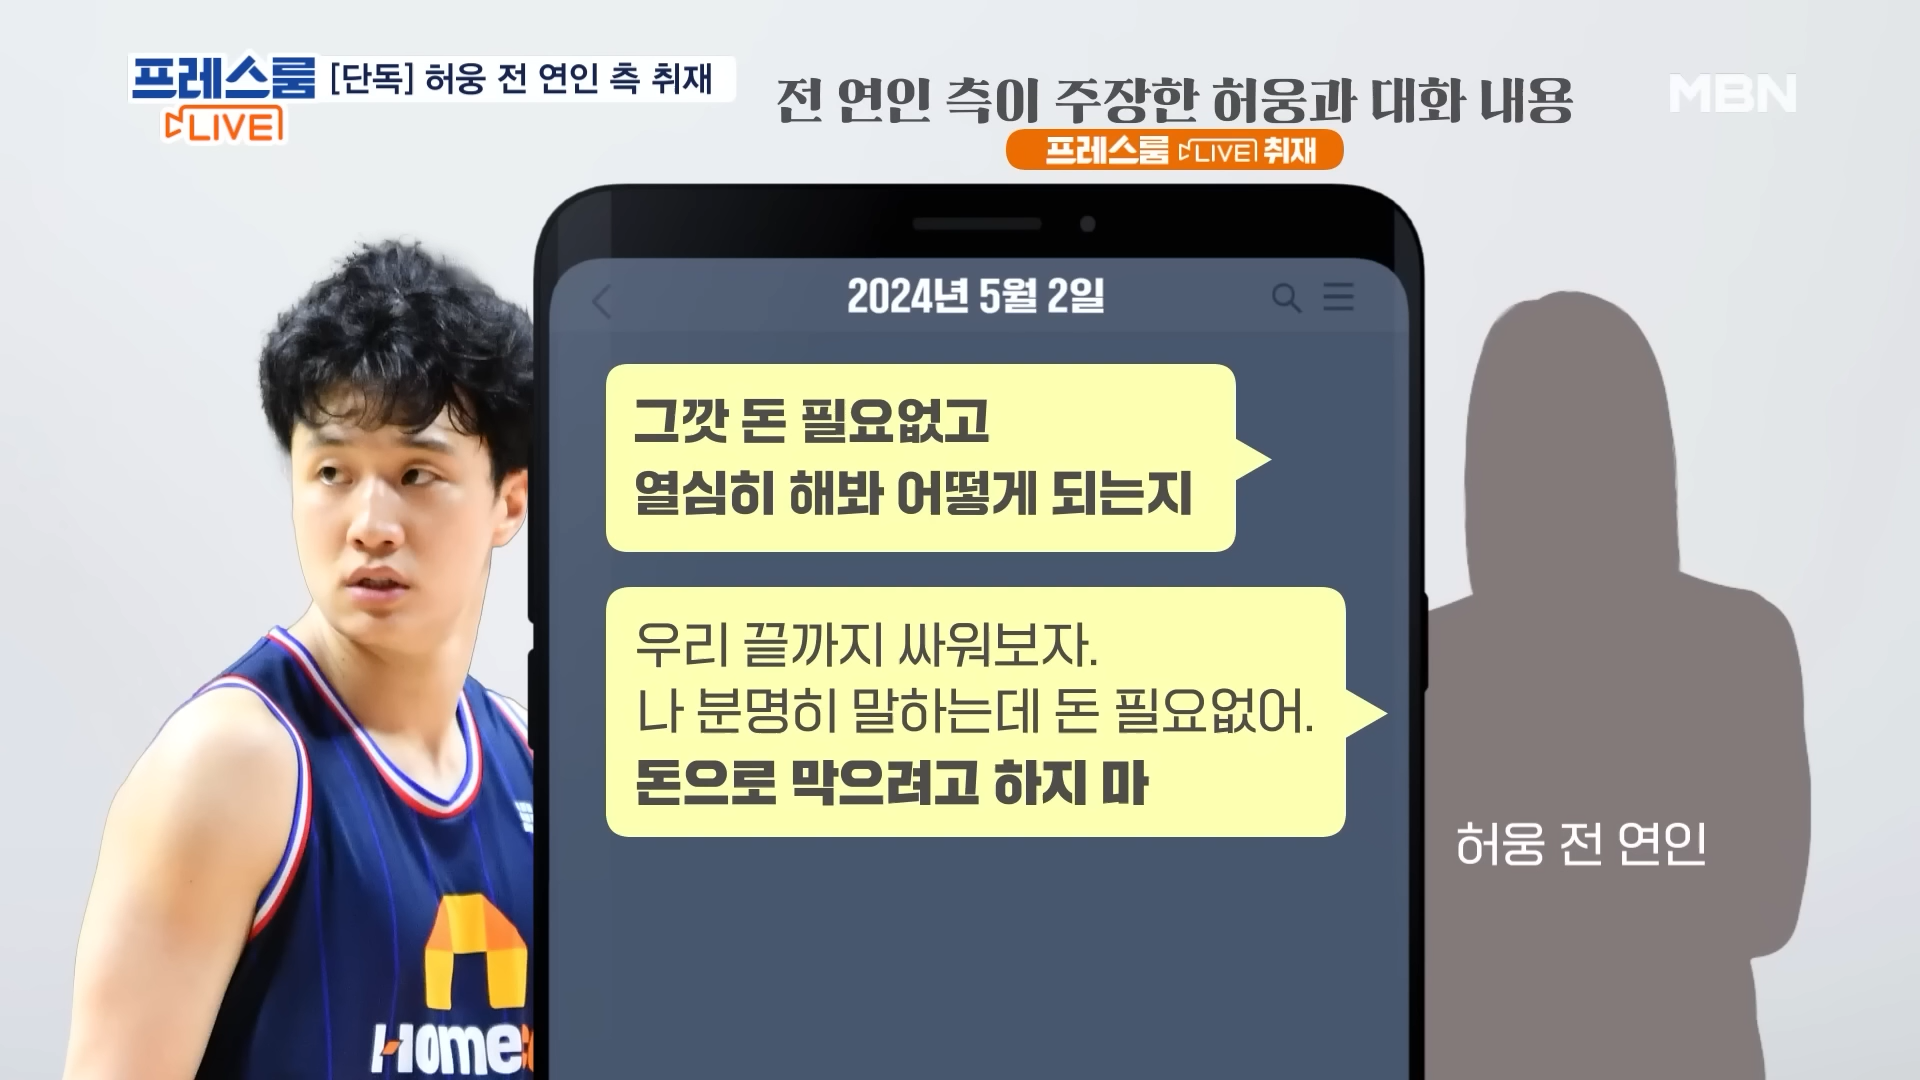 프레스룸 [단독] 허웅 전 연인 측 취재
LIVE
전 연인 측이 주장한 허웅과 대화 내용
MBN
프레스룸 LIVE 취재
2024년 5월 2일
그깟 돈 필요없고
열심히 해봐 어떻게 되는지
우리 끝까지 싸워보자.
나 분명히 말하는데 돈 필요없어.
돈으로 막으려고 하지 마
허웅 전 연인
Home